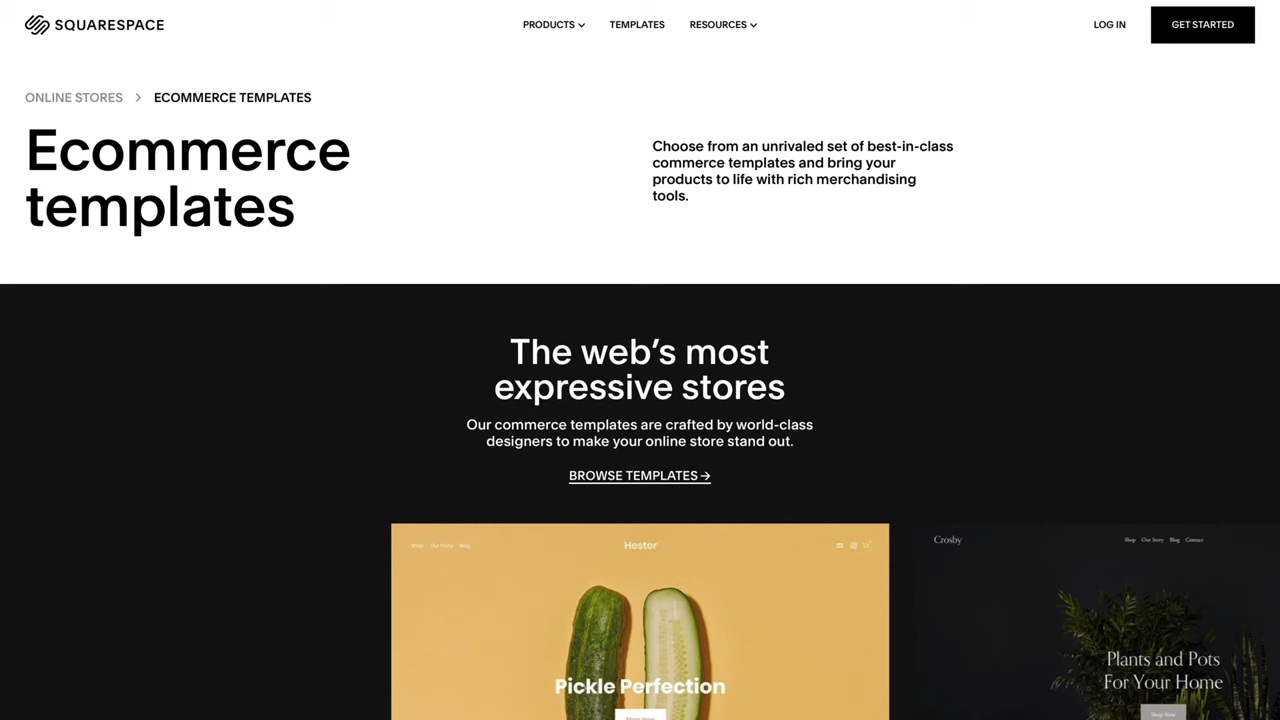 SQUARESPACE
PRODUCTS
TEMPLATES
RESOURCES
LOG IN
GET STARTED
ONLINE STORES > ECOMMERCE TEMPLATES
Ecommerce
templates
Choose from an unrivaled set of best-in-class
commerce templates and bring your
products to life with rich merchandising
tools.
The web’s most
expressive stores
Our commerce templates are crafted by world-class
designers to make your online store stand out.
BROWSE TEMPLATES →
Shop Our Story Blog
Hester
Pickle Perfection
Crosby
Shop Our Story Blog Contact
Plants and Pots
For Your Home
Shop Now